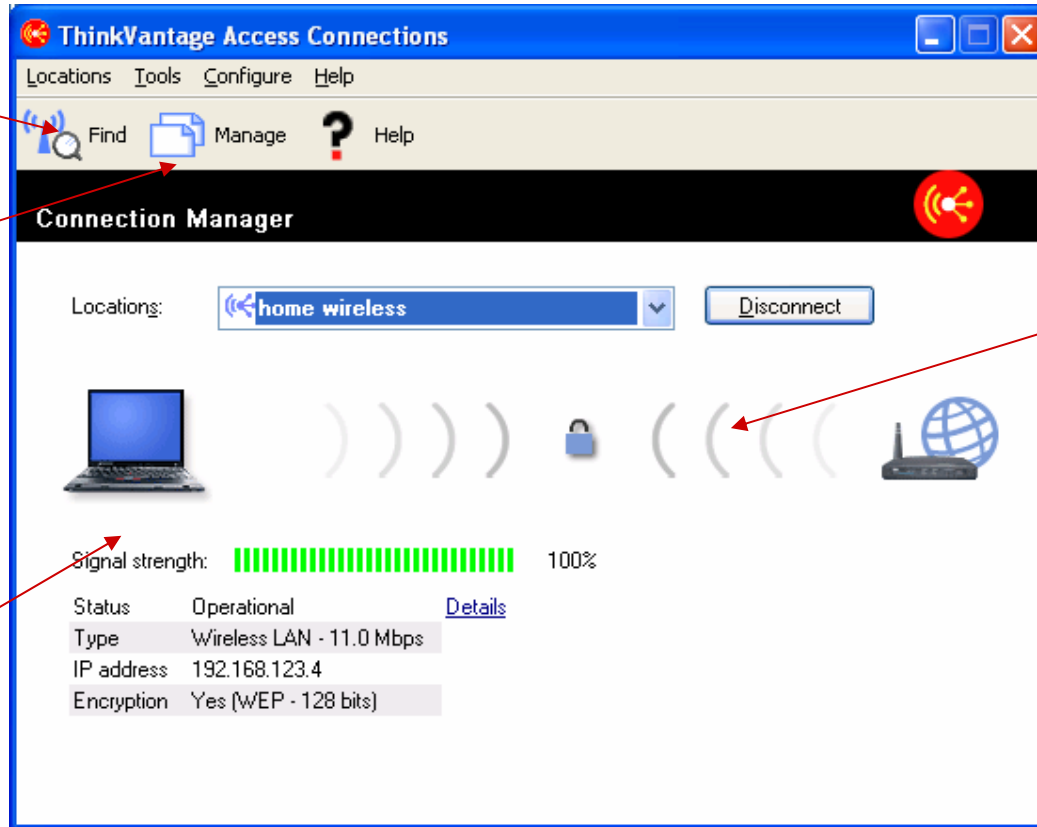 ThinkVantage Access Connections
Locations Tools Configure Help
Find Manage ? Help
Connection Manager
Locations: home wireless Disconnect
Signal strength: 100%
Status Operational Details
Type Wireless LAN - 11.0 Mbps
IP address 192.168.123.4
Encryption Yes (WEP - 128 bits)